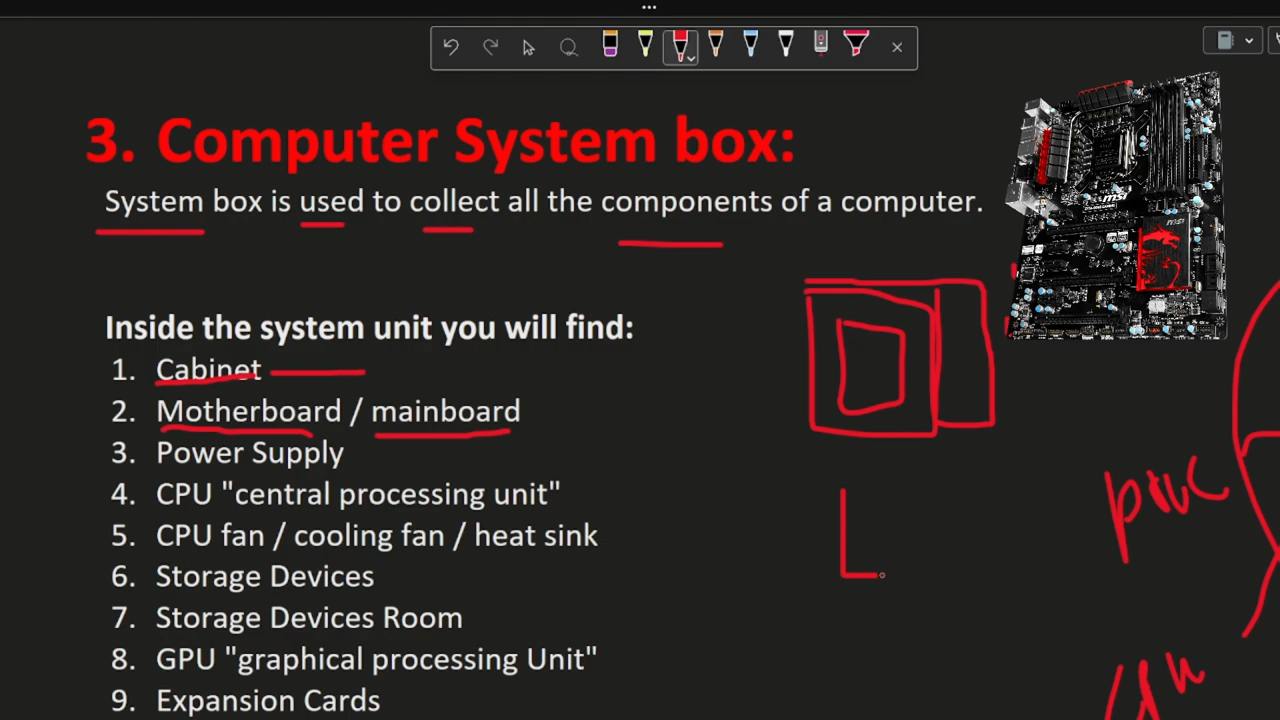 3. Computer System box:
System box is used to collect all the components of a computer.
Inside the system unit you will find:
1. Cabinet
2. Motherboard / mainboard
3. Power Supply
4. CPU "central processing unit"
5. CPU fan / cooling fan / heat sink
6. Storage Devices
7. Storage Devices Room
8. GPU "graphical processing Unit"
9. Expansion Cards
msi